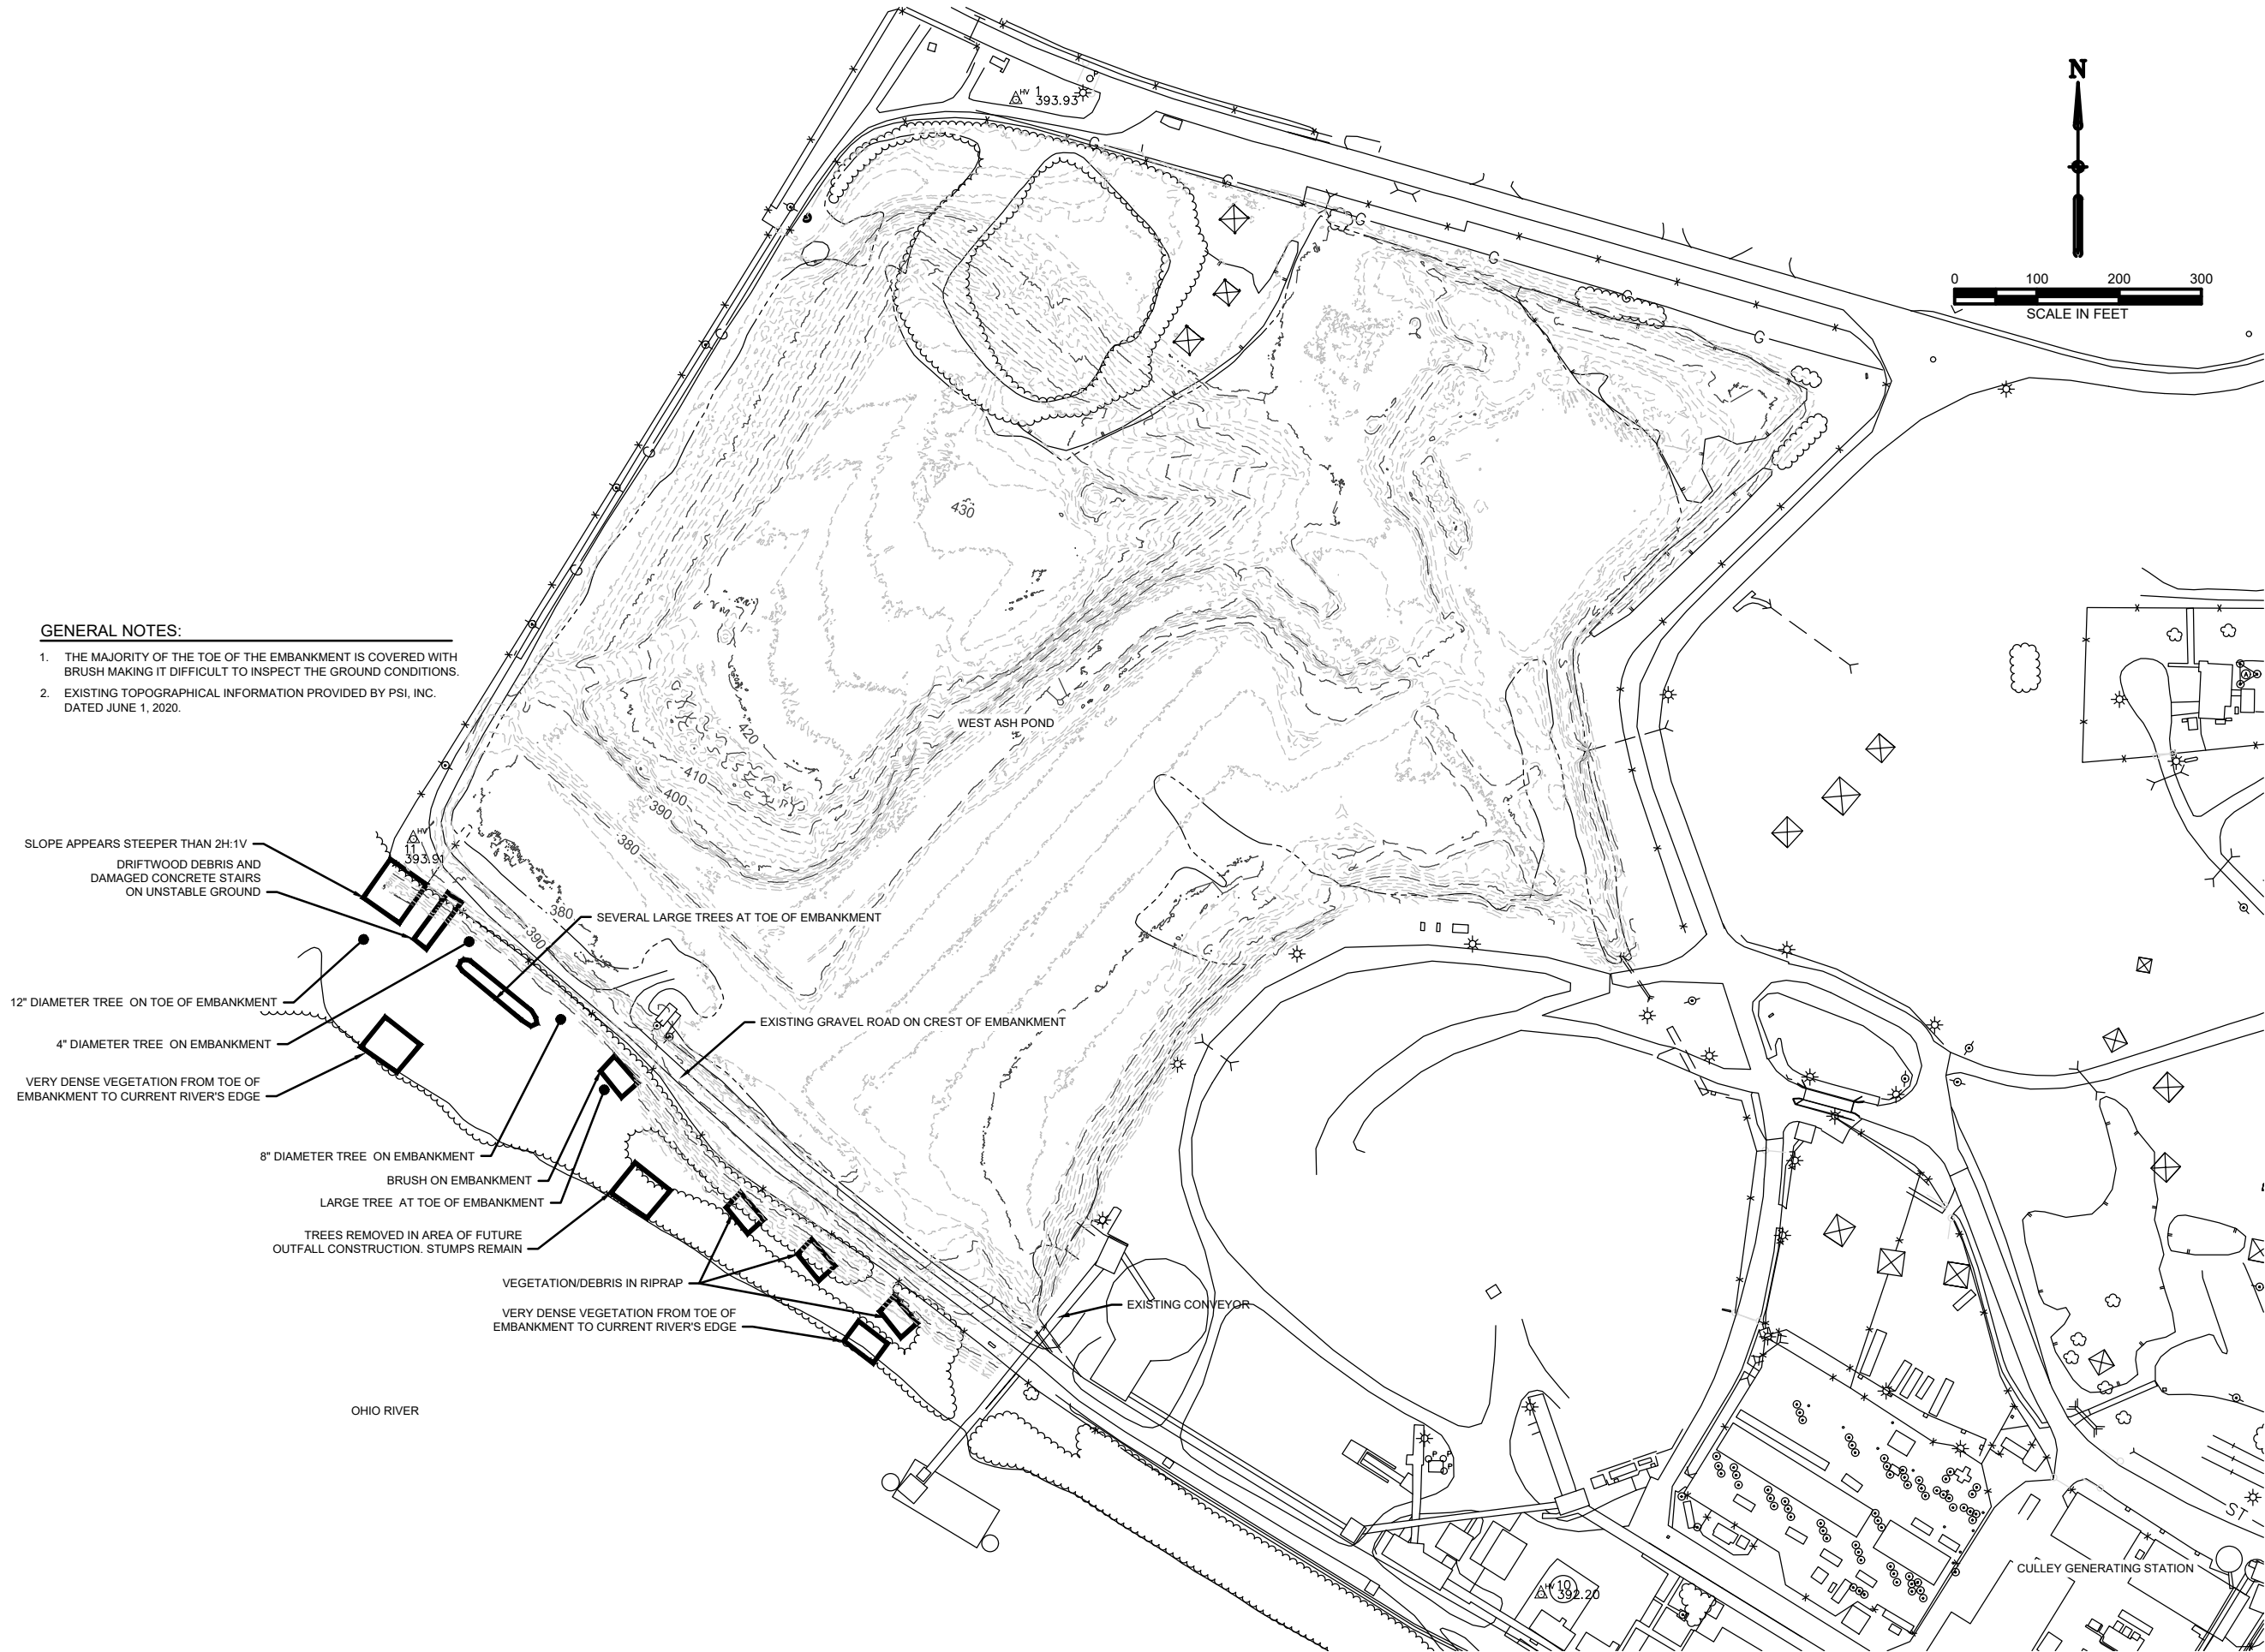 N
0 100 200 300
SCALE IN FEET
HV 1
393.93
P
G
G
G
G
G
G
430
GENERAL NOTES:
1. THE MAJORITY OF THE TOE OF THE EMBANKMENT IS COVERED WITH
BRUSH MAKING IT DIFFICULT TO INSPECT THE GROUND CONDITIONS.
2. EXISTING TOPOGRAPHICAL INFORMATION PROVIDED BY PSI, INC.
DATED JUNE 1, 2020.
WEST ASH POND
420
410
400
390
380
HV
11
393.91
SLOPE APPEARS STEEPER THAN 2H:1V
DRIFTWOOD DEBRIS AND
DAMAGED CONCRETE STAIRS
ON UNSTABLE GROUND
380
390
SEVERAL LARGE TREES AT TOE OF EMBANKMENT
12" DIAMETER TREE ON TOE OF EMBANKMENT
EXISTING GRAVEL ROAD ON CREST OF EMBANKMENT
4" DIAMETER TREE ON EMBANKMENT
VERY DENSE VEGETATION FROM TOE OF
EMBANKMENT TO CURRENT RIVER'S EDGE
8" DIAMETER TREE ON EMBANKMENT
BRUSH ON EMBANKMENT
LARGE TREE AT TOE OF EMBANKMENT
TREES REMOVED IN AREA OF FUTURE
OUTFALL CONSTRUCTION. STUMPS REMAIN
VEGETATION/DEBRIS IN RIPRAP
VERY DENSE VEGETATION FROM TOE OF
EMBANKMENT TO CURRENT RIVER'S EDGE
EXISTING CONVEYOR
OHIO RIVER
P
P
P
HV 10
392.20
ST
CULLEY GENERATING STATION